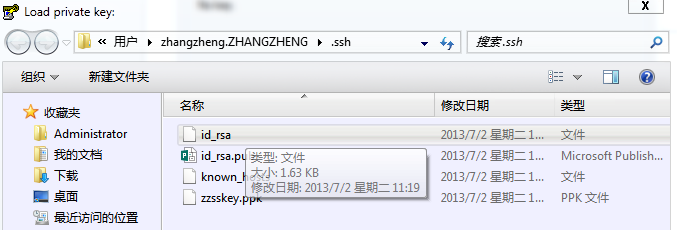 Load private key:
用户 zhangzheng.ZHANGZHENG .ssh 搜索 .ssh
组织 新建文件夹
名称 修改日期 类型
收藏夹
Administrator
我的文档
下载
桌面
最近访问的位置
id_rsa 2013/7/2 星期二 1... 文件
id_rsa.pu 2013/7/2 星期二 1... Microsoft Publish...
known_hosts 2013/7/2 星期二 1... 文件
zzsskey.ppk 2013/7/2 星期二 1... PPK 文件
类型: 文件
大小: 1.63 KB
修改日期: 2013/7/2 星期二 11:19